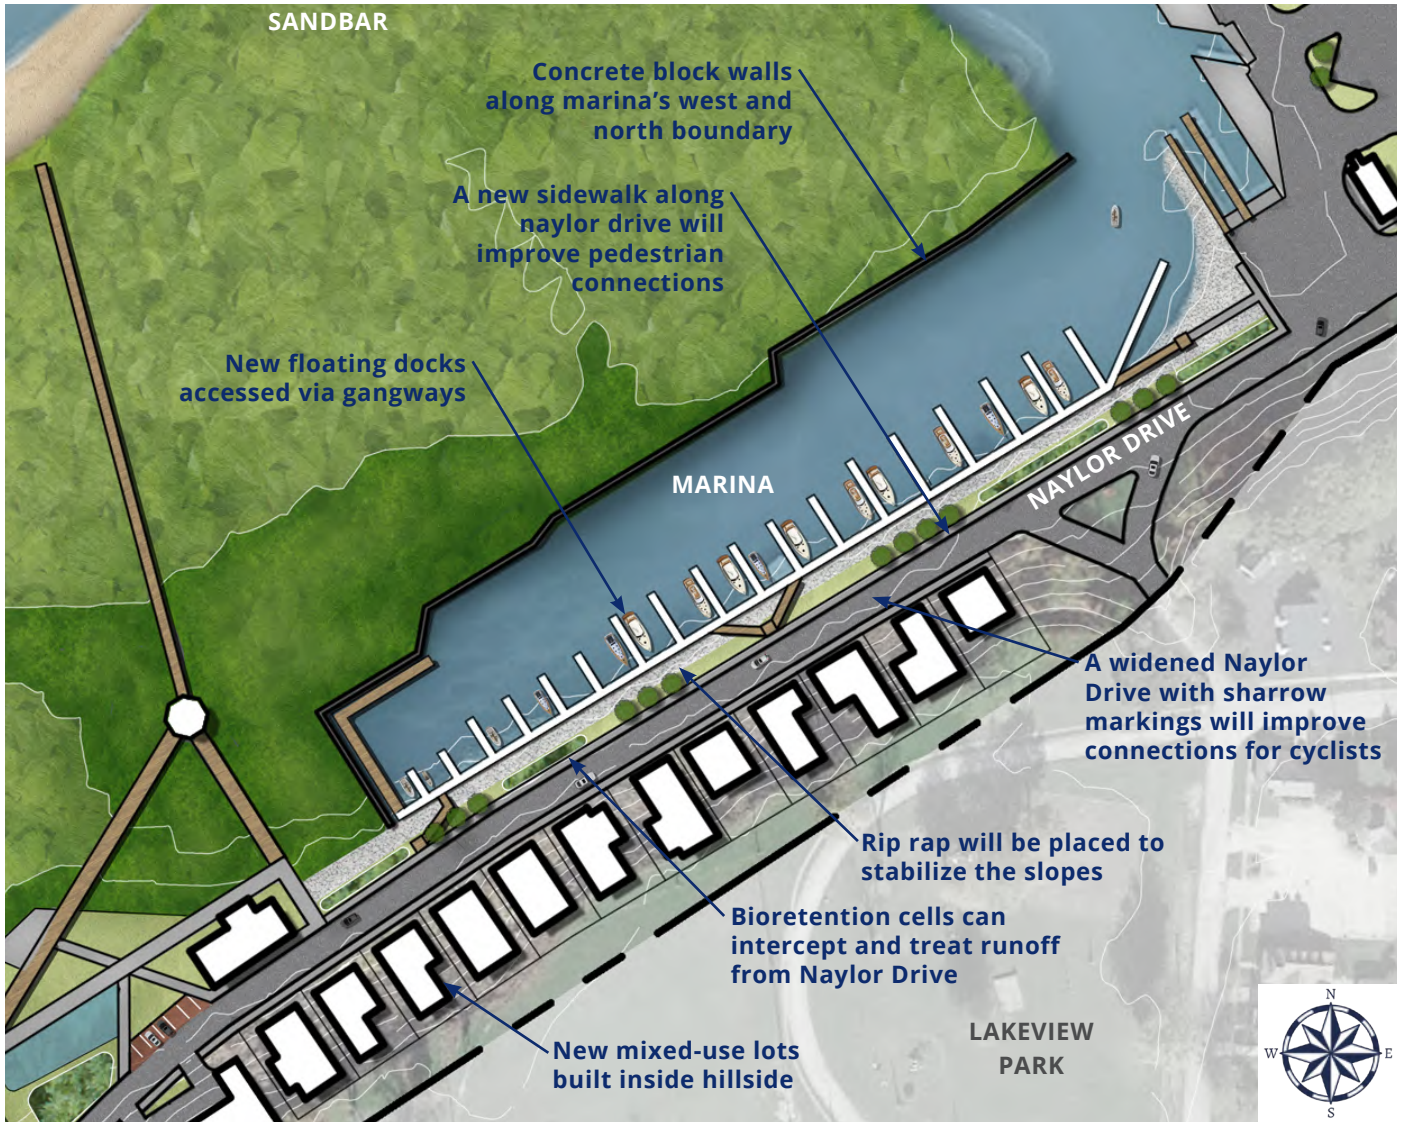 SANDBAR
Concrete block walls
along marina's west and
north boundary
A new sidewalk along
naylor drive will
improve pedestrian
connections
New floating docks
accessed via gangways
MARINA
NAYLOR DRIVE
A widened Naylor
Drive with sharrow
markings will improve
connections for cyclists
Rip rap will be placed to
stabilize the slopes
Bioretention cells can
intercept and treat runoff
from Naylor Drive
New mixed-use lots
built inside hillside
LAKEVIEW
PARK
N
W
E
S